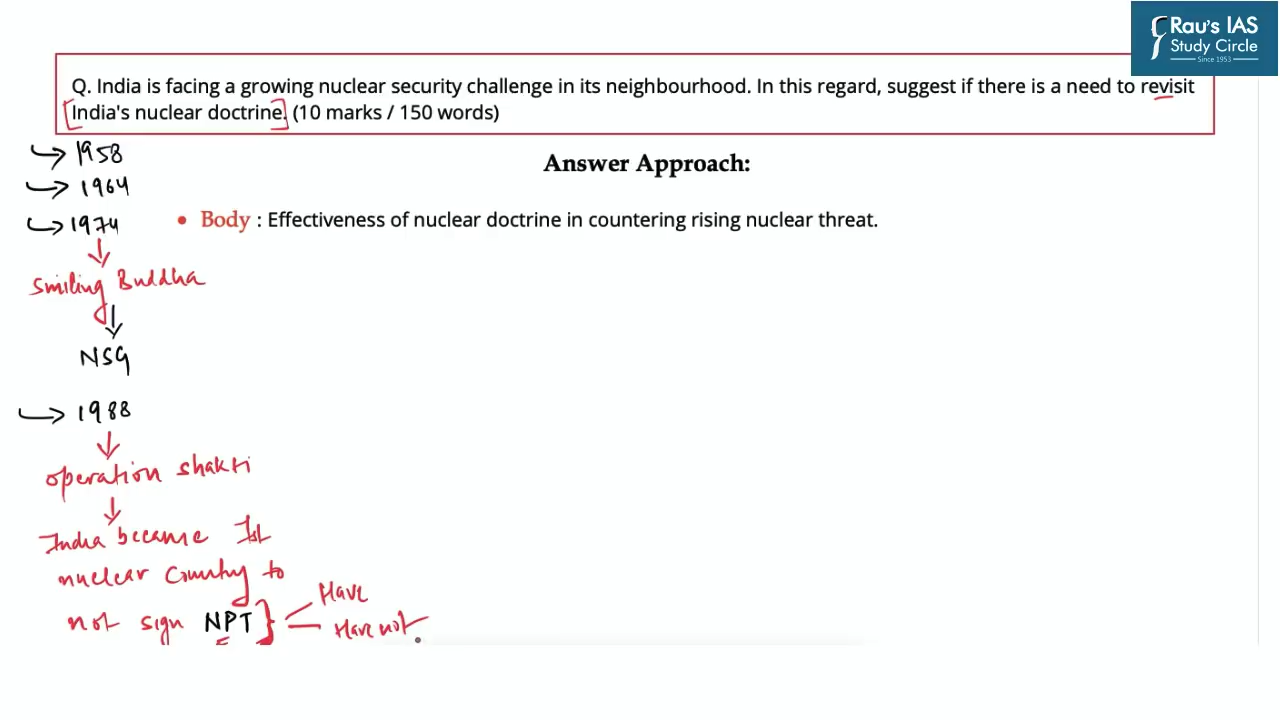 Rau's IAS
Study Circle
Since 1953
Q. India is facing a growing nuclear security challenge in its neighbourhood. In this regard, suggest if there is a need to revisit
India's nuclear doctrine. (10 marks / 150 words)
Answer Approach:
• Body : Effectiveness of nuclear doctrine in countering rising nuclear threat.
1958
1964
1974
Smiling Buddha
NSG
1988
operation shakti
India became Ist
nuclear Country to
not sign NPT
Have
Have not